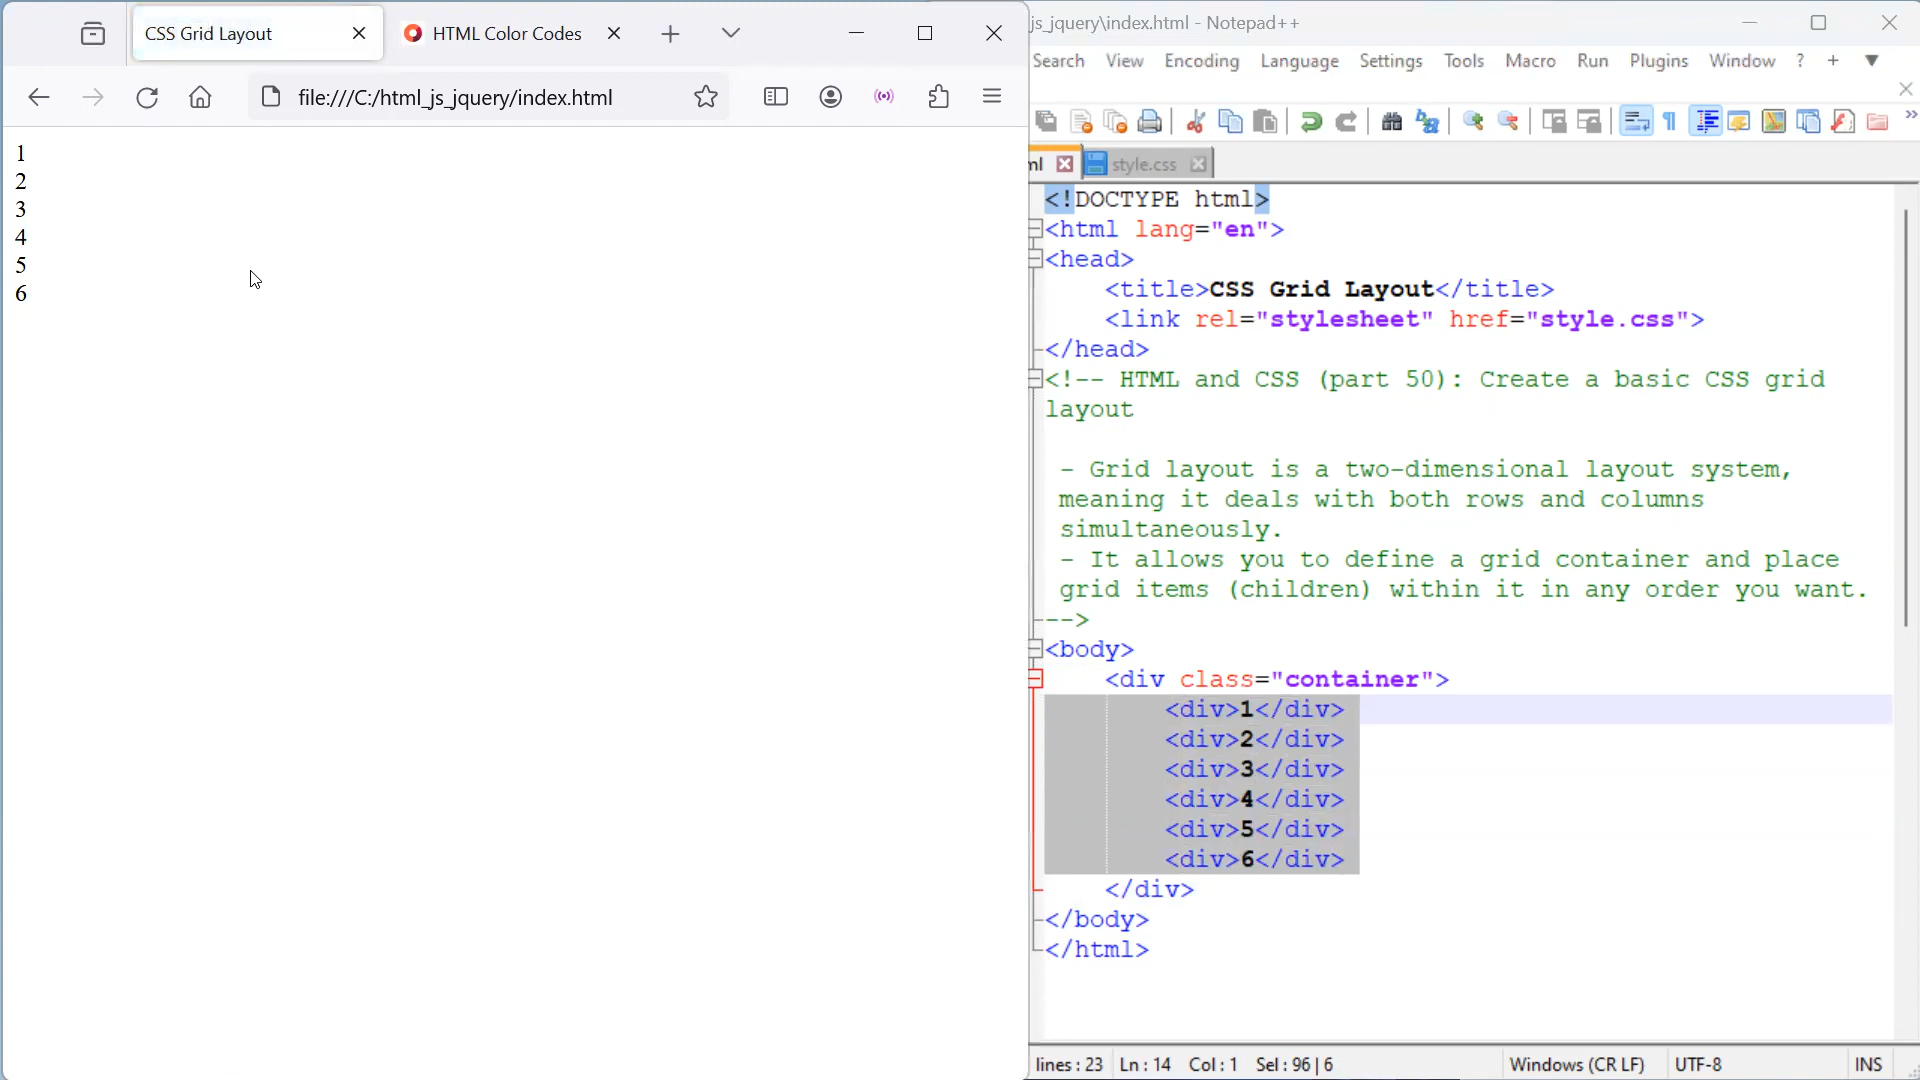 CSS Grid Layout
HTML Color Codes
file:///C:/html_js_jquery/index.html
1
2
3
4
5
6
js_jquery\index.html - Notepad++
Search View Encoding Language Settings Tools Macro Run Plugins Window ? +
ml style.css
<!DOCTYPE html>
<html lang="en">
<head>
<title>CSS Grid Layout</title>
<link rel="stylesheet" href="style.css">
</head>
<!-- HTML and CSS (part 50): Create a basic CSS grid
layout
- Grid layout is a two-dimensional layout system,
meaning it deals with both rows and columns
simultaneously.
- It allows you to define a grid container and place
grid items (children) within it in any order you want.
-->
<body>
<div class="container">
<div>1</div>
<div>2</div>
<div>3</div>
<div>4</div>
<div>5</div>
<div>6</div>
</div>
</body>
</html>
lines : 23 Ln : 14 Col : 1 Sel : 96 | 6 Windows (CR LF) UTF-8 INS